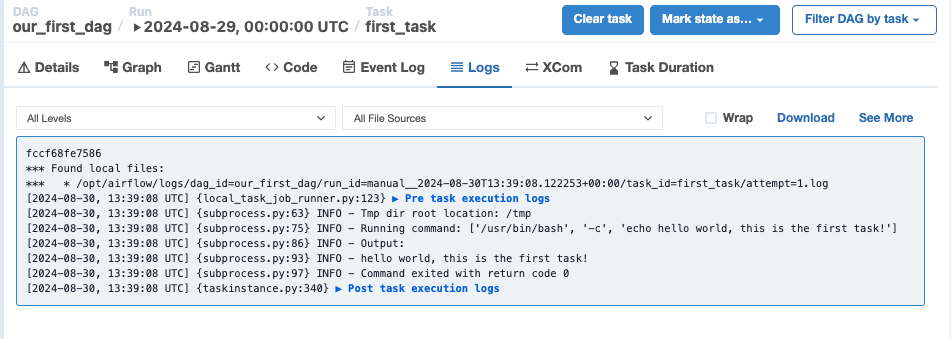 DAG Run Task
our_first_dag / ▶ 2024-08-29, 00:00:00 UTC / first_task
Clear task Mark state as... Filter DAG by task
Details Graph Gantt <> Code Event Log Logs XCom Task Duration
All Levels All File Sources Wrap Download See More
fccf68fe7586
*** Found local files:
***   * /opt/airflow/logs/dag_id=our_first_dag/run_id=manual__2024-08-30T13:39:08.122253+00:00/task_id=first_task/attempt=1.log
[2024-08-30, 13:39:08 UTC] {local_task_job_runner.py:123} ▶ Pre task execution logs
[2024-08-30, 13:39:08 UTC] {subprocess.py:63} INFO - Tmp dir root location: /tmp
[2024-08-30, 13:39:08 UTC] {subprocess.py:75} INFO - Running command: ['/usr/bin/bash', '-c', 'echo hello world, this is the first task!']
[2024-08-30, 13:39:08 UTC] {subprocess.py:86} INFO - Output:
[2024-08-30, 13:39:08 UTC] {subprocess.py:93} INFO - hello world, this is the first task!
[2024-08-30, 13:39:08 UTC] {subprocess.py:97} INFO - Command exited with return code 0
[2024-08-30, 13:39:08 UTC] {taskinstance.py:340} ▶ Post task execution logs